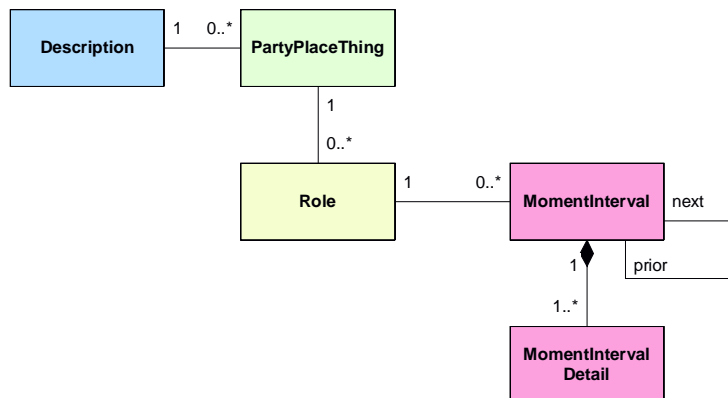 1 0..*
Description
PartyPlaceThing
1
0..*
Role
1 0..*
MomentInterval
next
prior
1
1..*
MomentInterval
Detail